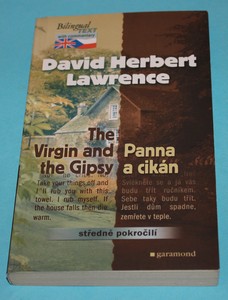 Bilingual
TEXT
David Herbert
Lawrence
The
Virgin and
the Gipsy
Panna
a cikán
Take your things off and
I'll rub you with this
towel. I rub myself. If
the house falls then the
warm.
Svlékněte se a já vás
budu třít ručníkem.
Sebe taky budu třít.
Jestli dům spadne,
zemřete v teple.
středně pokročilí
garamond